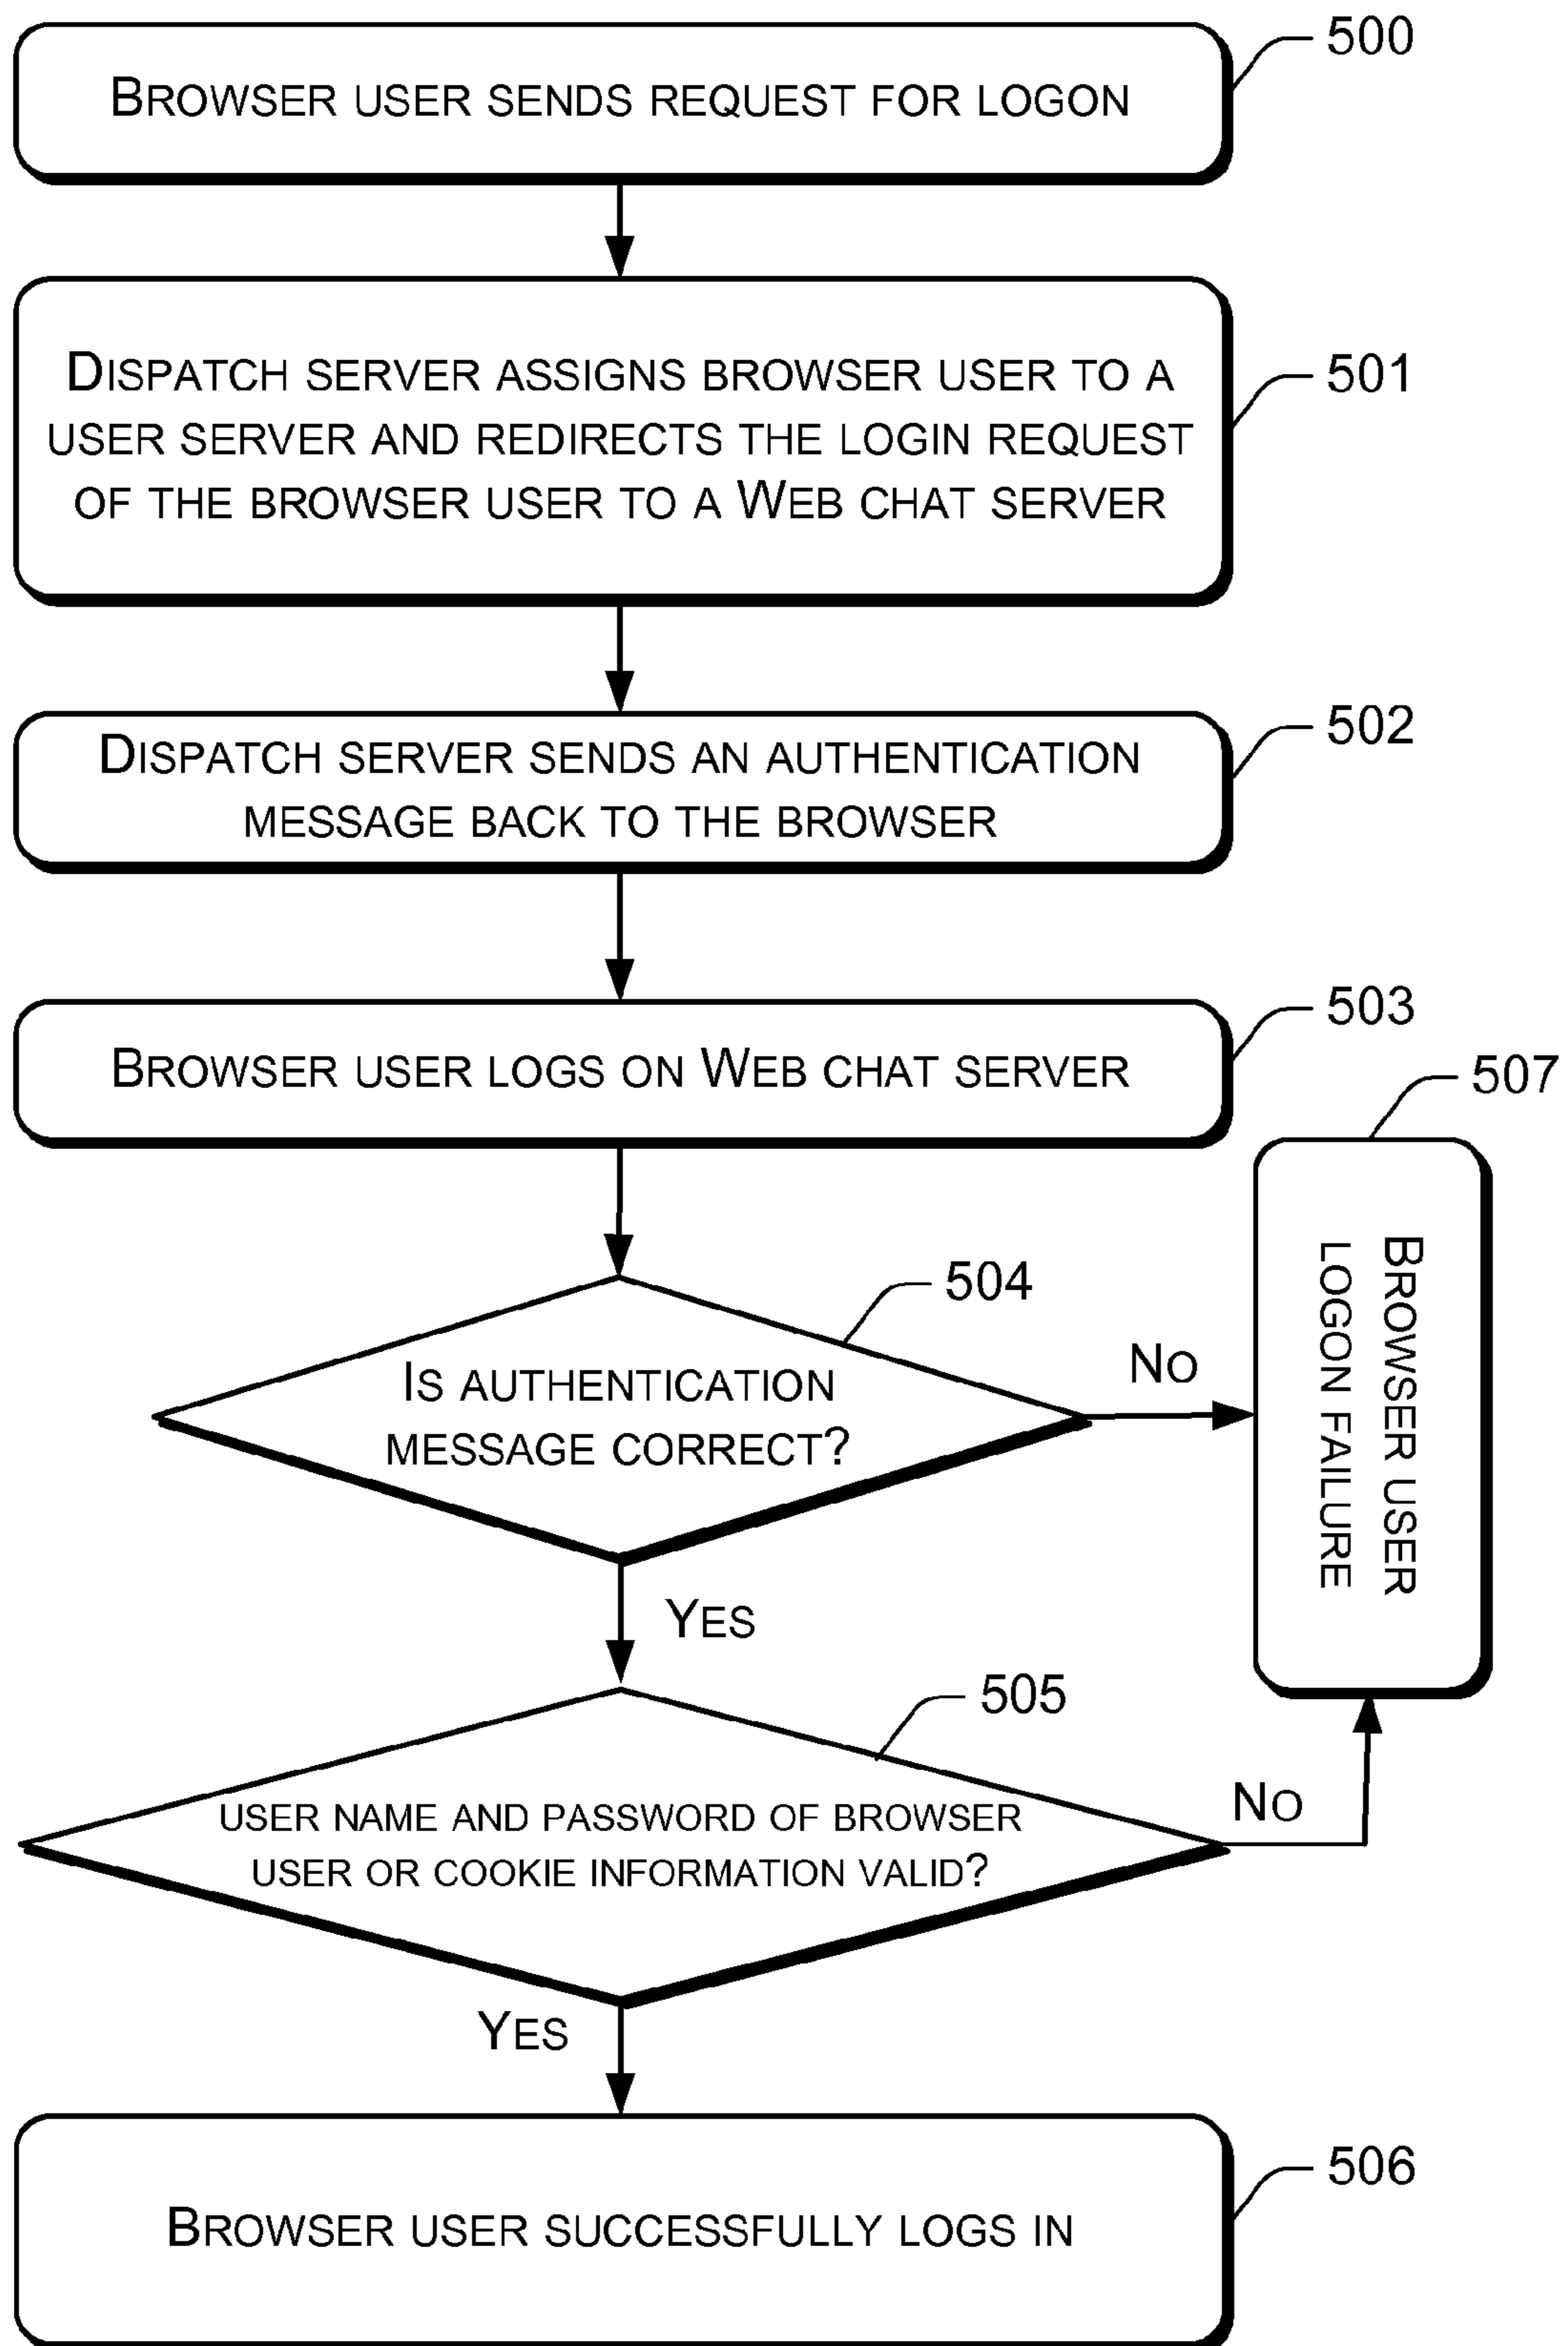 500
BROWSER USER SENDS REQUEST FOR LOGON
DISPATCH SERVER ASSIGNS BROWSER USER TO A
USER SERVER AND REDIRECTS THE LOGIN REQUEST
OF THE BROWSER USER TO A WEB CHAT SERVER
501
DISPATCH SERVER SENDS AN AUTHENTICATION
MESSAGE BACK TO THE BROWSER
502
BROWSER USER LOGS ON WEB CHAT SERVER
503
507
BROWSER USER
LOGON FAILURE
504
IS AUTHENTICATION
MESSAGE CORRECT?
NO
YES
505
USER NAME AND PASSWORD OF BROWSER
USER OR COOKIE INFORMATION VALID?
NO
YES
BROWSER USER SUCCESSFULLY LOGS IN
506